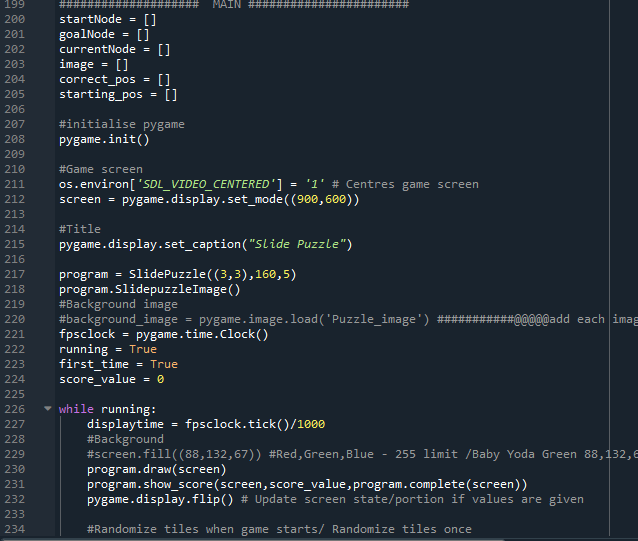 199 ####################  MAIN #######################
200 startNode = []
201 goalNode = []
202 currentNode = []
203 image = []
204 correct_pos = []
205 starting_pos = []
206
207 #initialise pygame
208 pygame.init()
209
210 #Game screen
211 os.environ['SDL_VIDEO_CENTERED'] = '1' # Centres game screen
212 screen = pygame.display.set_mode((900,600))
213
214 #Title
215 pygame.display.set_caption("Slide Puzzle")
216
217 program = SlidePuzzle((3,3),160,5)
218 program.SlidepuzzleImage()
219 #Background image
220 #background_image = pygame.image.load('Puzzle_image') ###########@@@@@add each imag
221 fpsclock = pygame.time.Clock()
222 running = True
223 first_time = True
224 score_value = 0
225
226 while running:
227     displaytime = fpsclock.tick()/1000
228     #Background
229     #screen.fill((88,132,67)) #Red,Green,Blue - 255 limit /Baby Yoda Green 88,132,6
230     program.draw(screen)
231     program.show_score(screen,score_value,program.complete(screen))
232     pygame.display.flip() # Update screen state/portion if values are given
233
234     #Randomize tiles when game starts/ Randomize tiles once